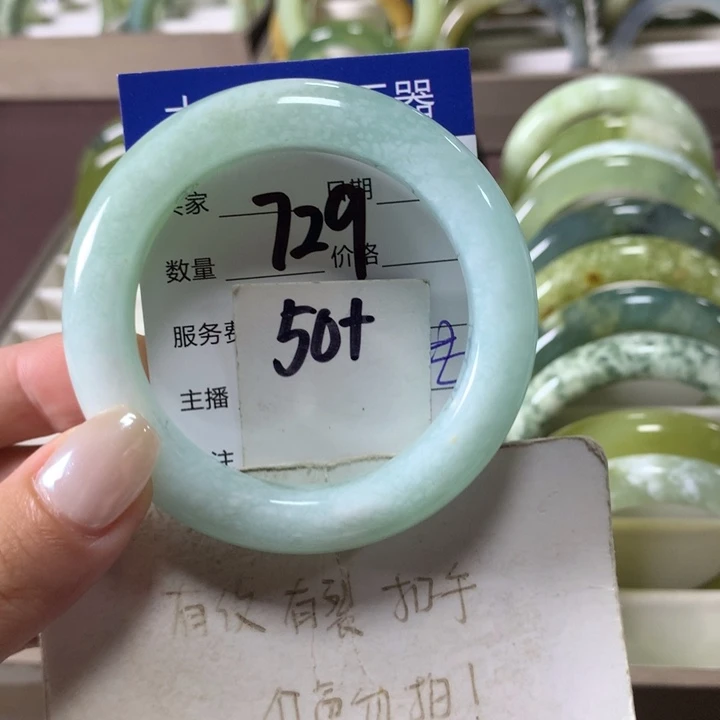 器
家
日期
729
数量
价格
50+
服务费
主播
注
有纹 有裂 扣手
介意勿拍！